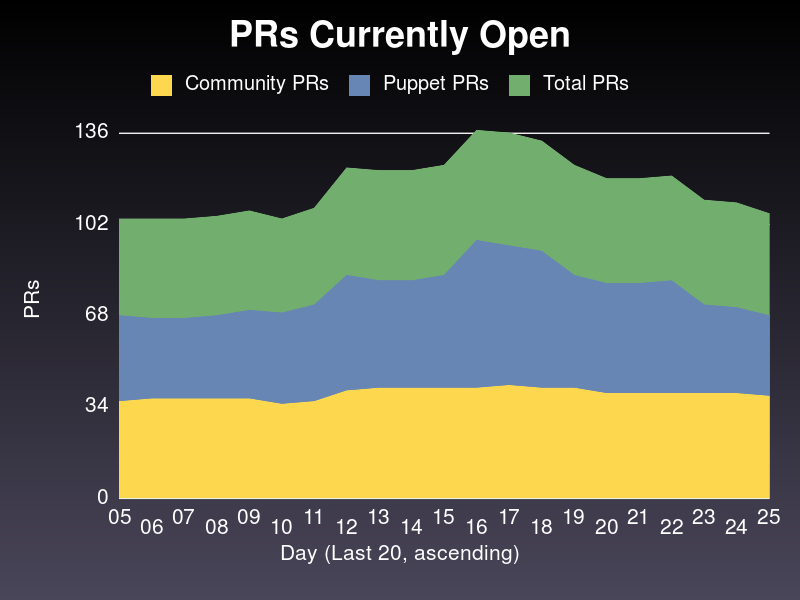 PRs Currently Open
Community PRs Puppet PRs Total PRs
136
102
68
34
0
PRs
05 06 07 08 09 10 11 12 13 14 15 16 17 18 19 20 21 22 23 24 25
Day (Last 20, ascending)